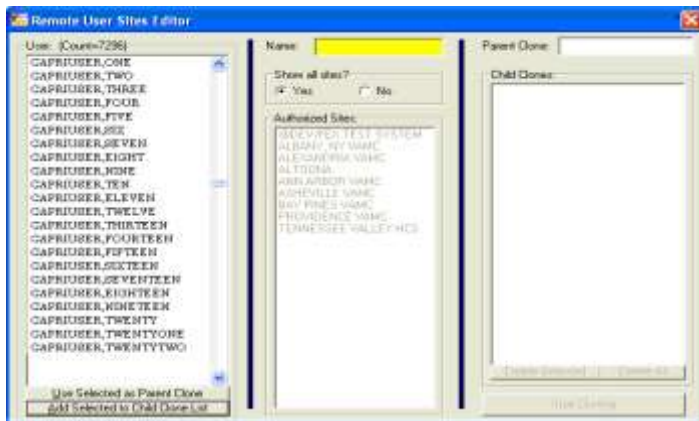 Remote User Sites Editor
User: (Count=7296)
CAPRIUSER,ONE
CAPRIUSER,TWO
CAPRIUSER,THREE
CAPRIUSER,FOUR
CAPRIUSER,FIVE
CAPRIUSER,SIX
CAPRIUSER,SEVEN
CAPRIUSER,EIGHT
CAPRIUSER,NINE
CAPRIUSER,TEN
CAPRIUSER,ELEVEN
CAPRIUSER,TWELVE
CAPRIUSER,THIRTEEN
CAPRIUSER,FOURTEEN
CAPRIUSER,FIFTEEN
CAPRIUSER,SIXTEEN
CAPRIUSER,SEVENTEEN
CAPRIUSER,EIGHTEEN
CAPRIUSER,NINETEEN
CAPRIUSER,TWENTY
CAPRIUSER,TWENTYONE
CAPRIUSER,TWENTYTWO
Use Selected as Parent Clone
Add Selected to Child Clone List
Name:
Show all sites?
Yes No
Authorized Sites:
TEST SYSTEM
ALBANY, NY VAMC
ALEXANDRIA VAMC
ALTOONA
ANN ARBOR VAMC
ASHEVILLE VAMC
BAY PINES VAMC
PROVIDENCE VAMC
TENNESSEE VALLEY HCS
Parent Clone:
Child Clones:
Delete Selected Delete All